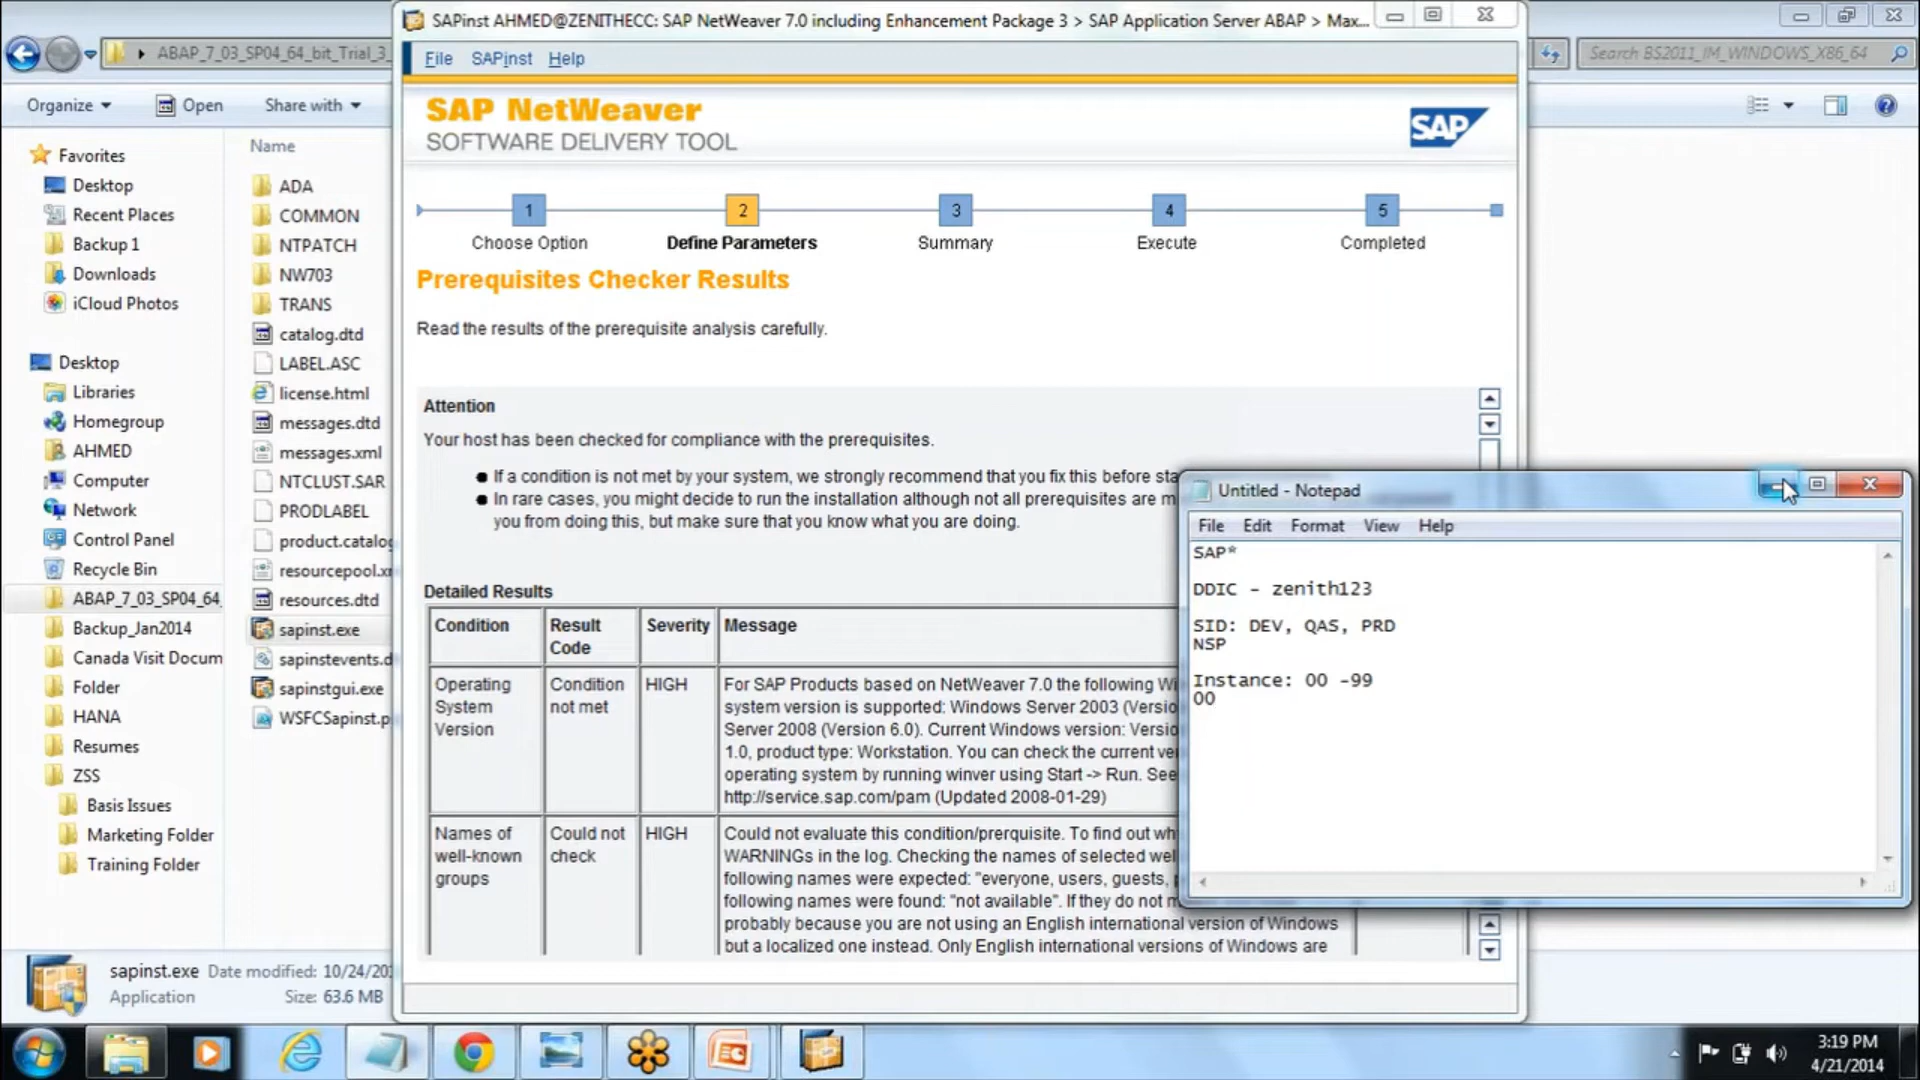 SAPinst AHMED@ZENITHECC: SAP NetWeaver 7.0 including Enhancement Package 3 > SAP Application Server ABAP > Max...
ABAP_7_03_SP04_64_bit_Trial_3_
Search BS2011_IM_WINDOWS_X86_64
File SAPinst Help
Organize Open Share with
SAP NetWeaver
SOFTWARE DELIVERY TOOL
SAP
Name
Favorites
Desktop
Recent Places
Backup 1
Downloads
iCloud Photos
Desktop
Libraries
Homegroup
AHMED
Computer
Network
Control Panel
Recycle Bin
ABAP_7_03_SP04_64_
Backup_Jan2014
Canada Visit Docum
Folder
HANA
Resumes
ZSS
Basis Issues
Marketing Folder
Training Folder
ADA
COMMON
NTPATCH
NW703
TRANS
catalog.dtd
LABEL.ASC
license.html
messages.dtd
messages.xml
NTCLUST.SAR
PRODLABEL
product.catalog
resourcepool.xm
resources.dtd
sapinst.exe
sapinstevents.d
sapinstgui.exe
WSFCSapinst.p
1 2 3 4 5
Choose Option Define Parameters Summary Execute Completed
Prerequisites Checker Results
Read the results of the prerequisite analysis carefully.
Attention
Your host has been checked for compliance with the prerequisites.
If a condition is not met by your system, we strongly recommend that you fix this before sta
In rare cases, you might decide to run the installation although not all prerequisites are m
you from doing this, but make sure that you know what you are doing.
Detailed Results
Condition Result Code Severity Message
Operating System Version
Condition not met
HIGH
For SAP Products based on NetWeaver 7.0 the following Wi
system version is supported: Windows Server 2003 (Versio
Server 2008 (Version 6.0). Current Windows version: Versio
1.0, product type: Workstation. You can check the current ve
operating system by running winver using Start -> Run. See
http://service.sap.com/pam (Updated 2008-01-29)
Names of well-known groups
Could not check
HIGH
Could not evaluate this condition/prerquisite. To find out wh
WARNINGs in the log. Checking the names of selected wel
following names were expected: "everyone, users, guests,
following names were found: "not available". If they do not m
probably because you are not using an English international version of Windows
but a localized one instead. Only English international versions of Windows are
Untitled - Notepad
File Edit Format View Help
SAP*
DDIC - zenith123
SID: DEV, QAS, PRD
NSP
Instance: 00 -99
00
sapinst.exe Date modified: 10/24/20
Application Size: 63.6 MB
3:19 PM
4/21/2014